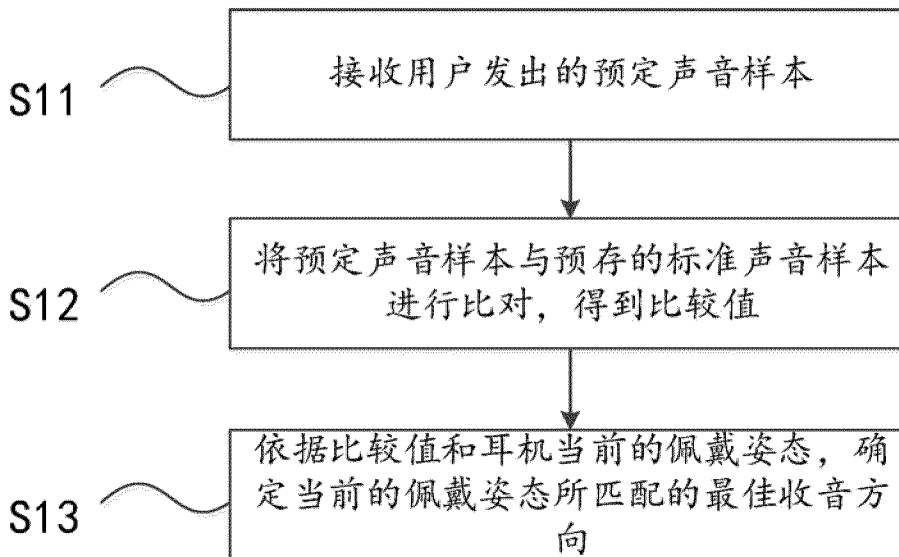 S11
接收用户发出的预定声音样本
S12
将预定声音样本与预存的标准声音样本
进行比对，得到比较值
S13
依据比较值和耳机当前的佩戴姿态，确
定当前的佩戴姿态所匹配的最佳收音方
向